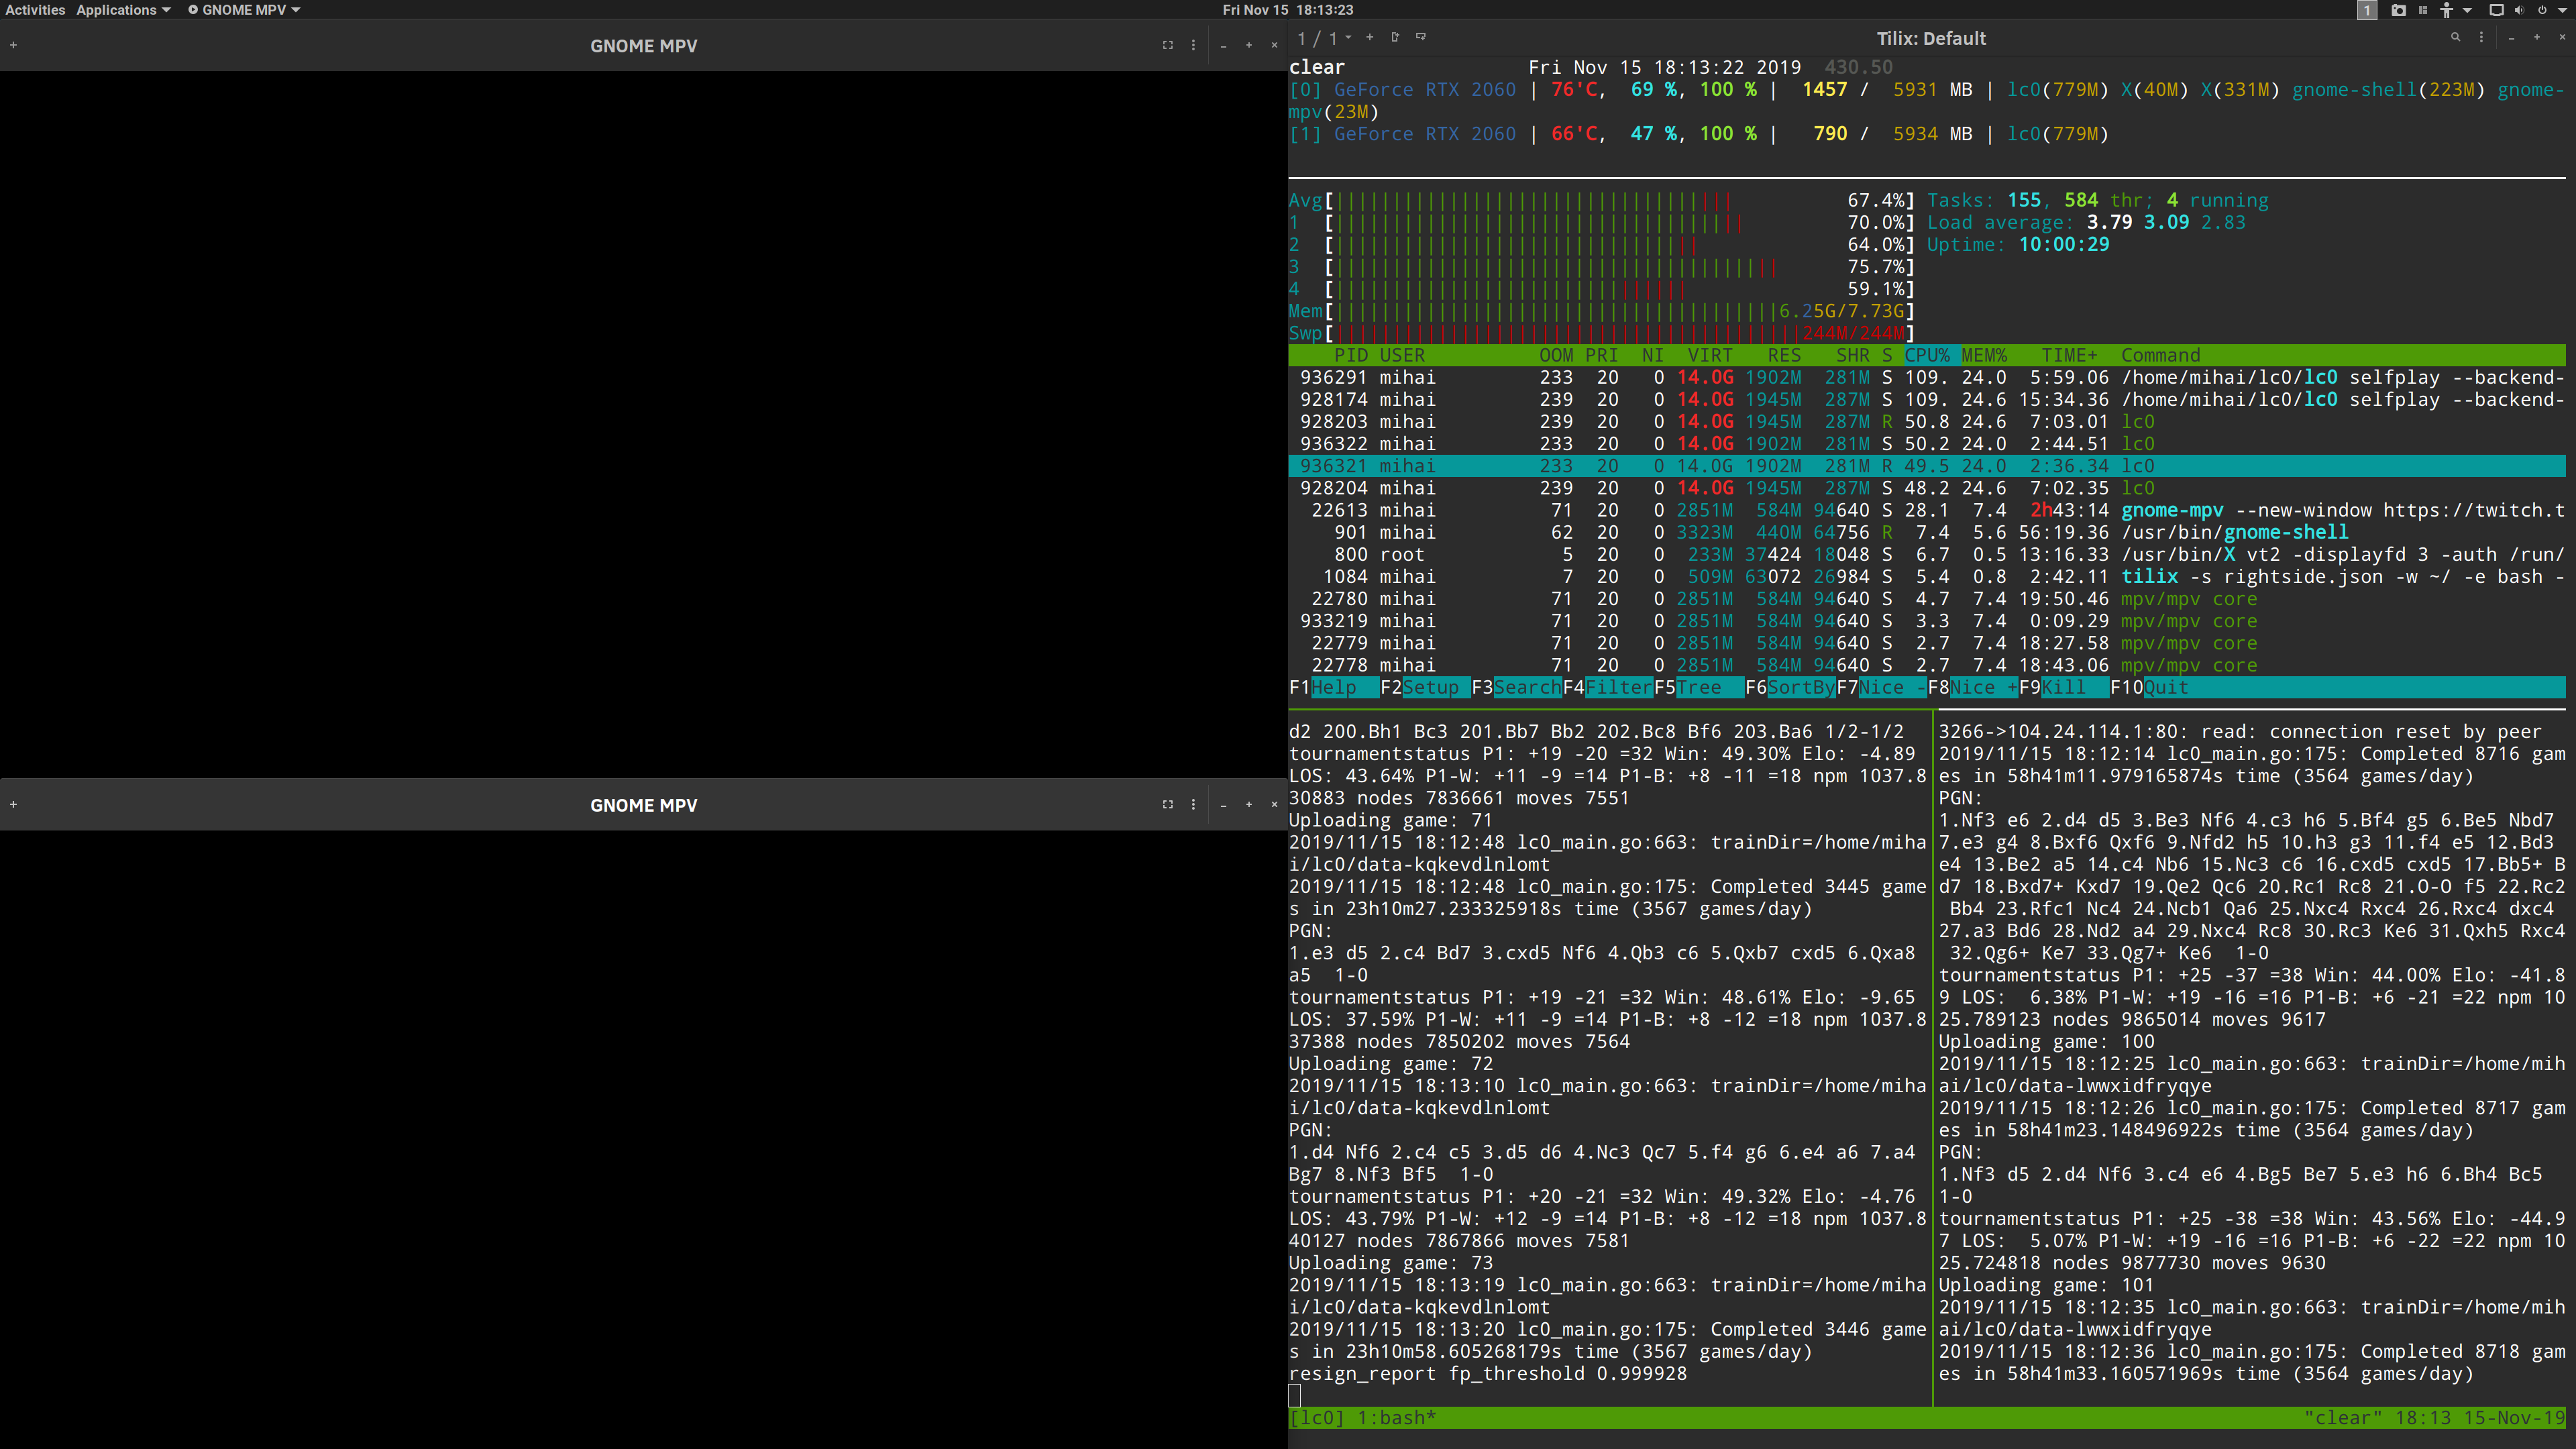 Activities Applications GNOME MPV Fri Nov 15 18:13:23 1
GNOME MPV
GNOME MPV
1 / 1 Tilix: Default
clear Fri Nov 15 18:13:22 2019 430.50
[0] GeForce RTX 2060 | 76'C, 69 %, 100 % | 1457 / 5931 MB | lc0(779M) X(40M) X(331M) gnome-shell(223M) gnome-
mpv(23M)
[1] GeForce RTX 2060 | 66'C, 47 %, 100 % | 790 / 5934 MB | lc0(779M)
Avg[ 67.4%] Tasks: 155, 584 thr; 4 running
1 [ 70.0%] Load average: 3.79 3.09 2.83
2 [ 64.0%] Uptime: 10:00:29
3 [ 75.7%]
4 [ 59.1%]
Mem[ 6.25G/7.73G]
Swp[ 244M/244M]
PID USER OOM PRI NI VIRT RES SHR S CPU% MEM% TIME+ Command
936291 mihai 233 20 0 14.0G 1902M 281M S 109. 24.0 5:59.06 /home/mihai/lc0/lc0 selfplay --backend-
928174 mihai 239 20 0 14.0G 1945M 287M S 109. 24.6 15:34.36 /home/mihai/lc0/lc0 selfplay --backend-
928203 mihai 239 20 0 14.0G 1945M 287M R 50.8 24.6 7:03.01 lc0
936322 mihai 233 20 0 14.0G 1902M 281M S 50.2 24.0 2:44.51 lc0
936321 mihai 233 20 0 14.0G 1902M 281M R 49.5 24.0 2:36.34 lc0
928204 mihai 239 20 0 14.0G 1945M 287M S 48.2 24.6 7:02.35 lc0
22613 mihai 71 20 0 2851M 584M 94640 S 28.1 7.4 2h43:14 gnome-mpv --new-window https://twitch.t
901 mihai 62 20 0 3323M 440M 64756 R 7.4 5.6 56:19.36 /usr/bin/gnome-shell
800 root 5 20 0 233M 37424 18048 S 6.7 0.5 13:16.33 /usr/bin/X vt2 -displayfd 3 -auth /run/
1084 mihai 7 20 0 509M 63072 26984 S 5.4 0.8 2:42.11 tilix -s rightside.json -w ~/ -e bash -
22780 mihai 71 20 0 2851M 584M 94640 S 4.7 7.4 19:50.46 mpv/mpv core
933219 mihai 71 20 0 2851M 584M 94640 S 3.3 7.4 0:09.29 mpv/mpv core
22779 mihai 71 20 0 2851M 584M 94640 S 2.7 7.4 18:27.58 mpv/mpv core
22778 mihai 71 20 0 2851M 584M 94640 S 2.7 7.4 18:43.06 mpv/mpv core
F1Help F2Setup F3SearchF4FilterF5Tree F6SortByF7Nice -F8Nice +F9Kill F10Quit
d2 200.Bh1 Bc3 201.Bb7 Bb2 202.Bc8 Bf6 203.Ba6 1/2-1/2
tournamentstatus P1: +19 -20 =32 Win: 49.30% Elo: -4.89
LOS: 43.64% P1-W: +11 -9 =14 P1-B: +8 -11 =18 npm 1037.8
30883 nodes 7836661 moves 7551
Uploading game: 71
2019/11/15 18:12:48 lc0_main.go:663: trainDir=/home/miha
i/lc0/data-kqkevdlnlomt
2019/11/15 18:12:48 lc0_main.go:175: Completed 3445 game
s in 23h10m27.233325918s time (3567 games/day)
PGN:
1.e3 d5 2.c4 Bd7 3.cxd5 Nf6 4.Qb3 c6 5.Qxb7 cxd5 6.Qxa8
a5 1-0
tournamentstatus P1: +19 -21 =32 Win: 48.61% Elo: -9.65
LOS: 37.59% P1-W: +11 -9 =14 P1-B: +8 -12 =18 npm 1037.8
37388 nodes 7850202 moves 7564
Uploading game: 72
2019/11/15 18:13:10 lc0_main.go:663: trainDir=/home/miha
i/lc0/data-kqkevdlnlomt
PGN:
1.d4 Nf6 2.c4 c5 3.d5 d6 4.Nc3 Qc7 5.f4 g6 6.e4 a6 7.a4
Bg7 8.Nf3 Bf5 1-0
tournamentstatus P1: +20 -21 =32 Win: 49.32% Elo: -4.76
LOS: 43.79% P1-W: +12 -9 =14 P1-B: +8 -12 =18 npm 1037.8
40127 nodes 7867866 moves 7581
Uploading game: 73
2019/11/15 18:13:19 lc0_main.go:663: trainDir=/home/miha
i/lc0/data-kqkevdlnlomt
2019/11/15 18:13:20 lc0_main.go:175: Completed 3446 game
s in 23h10m58.605268179s time (3567 games/day)
resign_report fp_threshold 0.999928
3266->104.24.114.1:80: read: connection reset by peer
2019/11/15 18:12:14 lc0_main.go:175: Completed 8716 gam
es in 58h41m11.979165874s time (3564 games/day)
PGN:
1.Nf3 e6 2.d4 d5 3.Be3 Nf6 4.c3 h6 5.Bf4 g5 6.Be5 Nbd7
7.e3 g4 8.Bxf6 Qxf6 9.Nfd2 h5 10.h3 g3 11.f4 e5 12.Bd3
e4 13.Be2 a5 14.c4 Nb6 15.Nc3 c6 16.cxd5 cxd5 17.Bb5+ B
d7 18.Bxd7+ Kxd7 19.Qe2 Qc6 20.Rc1 Rc8 21.O-O f5 22.Rc2
Bb4 23.Rfc1 Nc4 24.Ncb1 Qa6 25.Nxc4 Rxc4 26.Rxc4 dxc4
27.a3 Bd6 28.Nd2 a4 29.Nxc4 Rc8 30.Rc3 Ke6 31.Qxh5 Rxc4
32.Qg6+ Ke7 33.Qg7+ Ke6 1-0
tournamentstatus P1: +25 -37 =38 Win: 44.00% Elo: -41.8
9 LOS: 6.38% P1-W: +19 -16 =16 P1-B: +6 -21 =22 npm 10
25.789123 nodes 9865014 moves 9617
Uploading game: 100
2019/11/15 18:12:25 lc0_main.go:663: trainDir=/home/mih
ai/lc0/data-lwwxidfryqye
2019/11/15 18:12:26 lc0_main.go:175: Completed 8717 gam
es in 58h41m23.148496922s time (3564 games/day)
PGN:
1.Nf3 d5 2.d4 Nf6 3.c4 e6 4.Bg5 Be7 5.e3 h6 6.Bh4 Bc5
1-0
tournamentstatus P1: +25 -38 =38 Win: 43.56% Elo: -44.9
7 LOS: 5.07% P1-W: +19 -16 =16 P1-B: +6 -22 =22 npm 10
25.724818 nodes 9877730 moves 9630
Uploading game: 101
2019/11/15 18:12:35 lc0_main.go:663: trainDir=/home/mih
ai/lc0/data-lwwxidfryqye
2019/11/15 18:12:36 lc0_main.go:175: Completed 8718 gam
es in 58h41m33.160571969s time (3564 games/day)
[lc0] 1:bash* "clear" 18:13 15-Nov-19